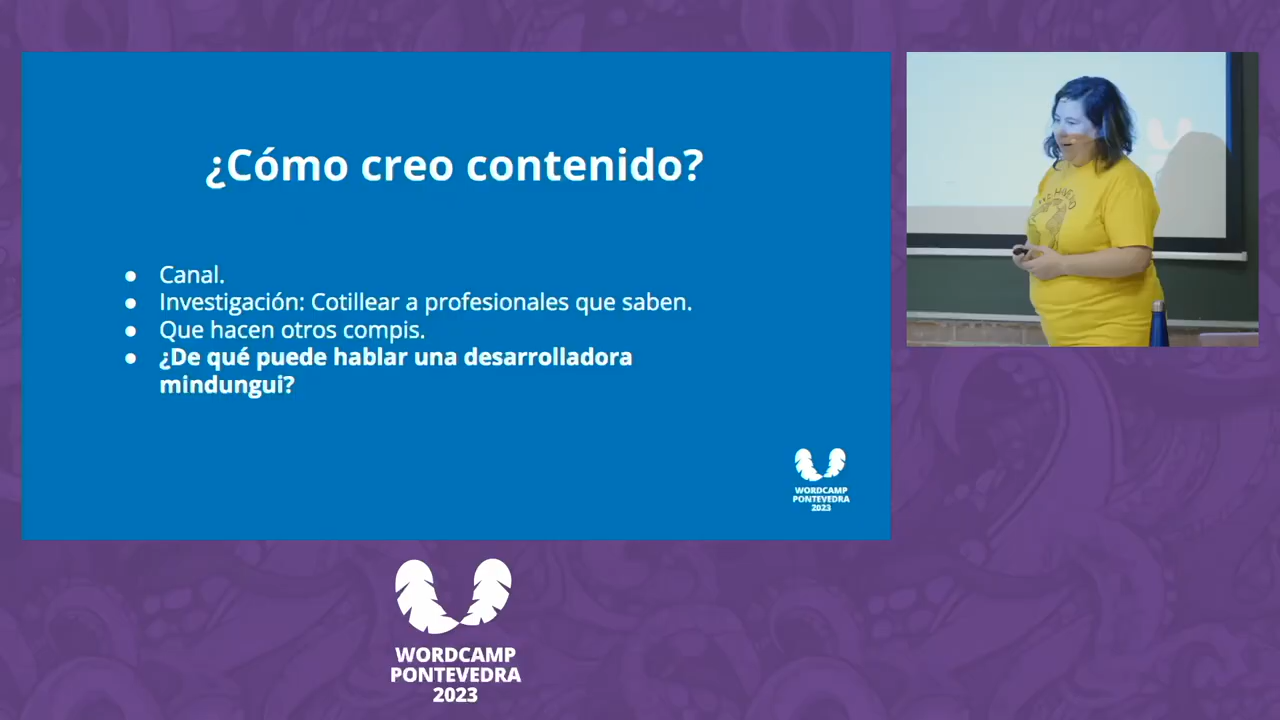 ¿Cómo creo contenido?
● Canal.
● Investigación: Cotillear a profesionales que saben.
● Que hacen otros compis.
● ¿De qué puede hablar una desarrolladora
mindungui?
WORDCAMP
PONTEVEDRA
2023
WORDCAMP
PONTEVEDRA
2023